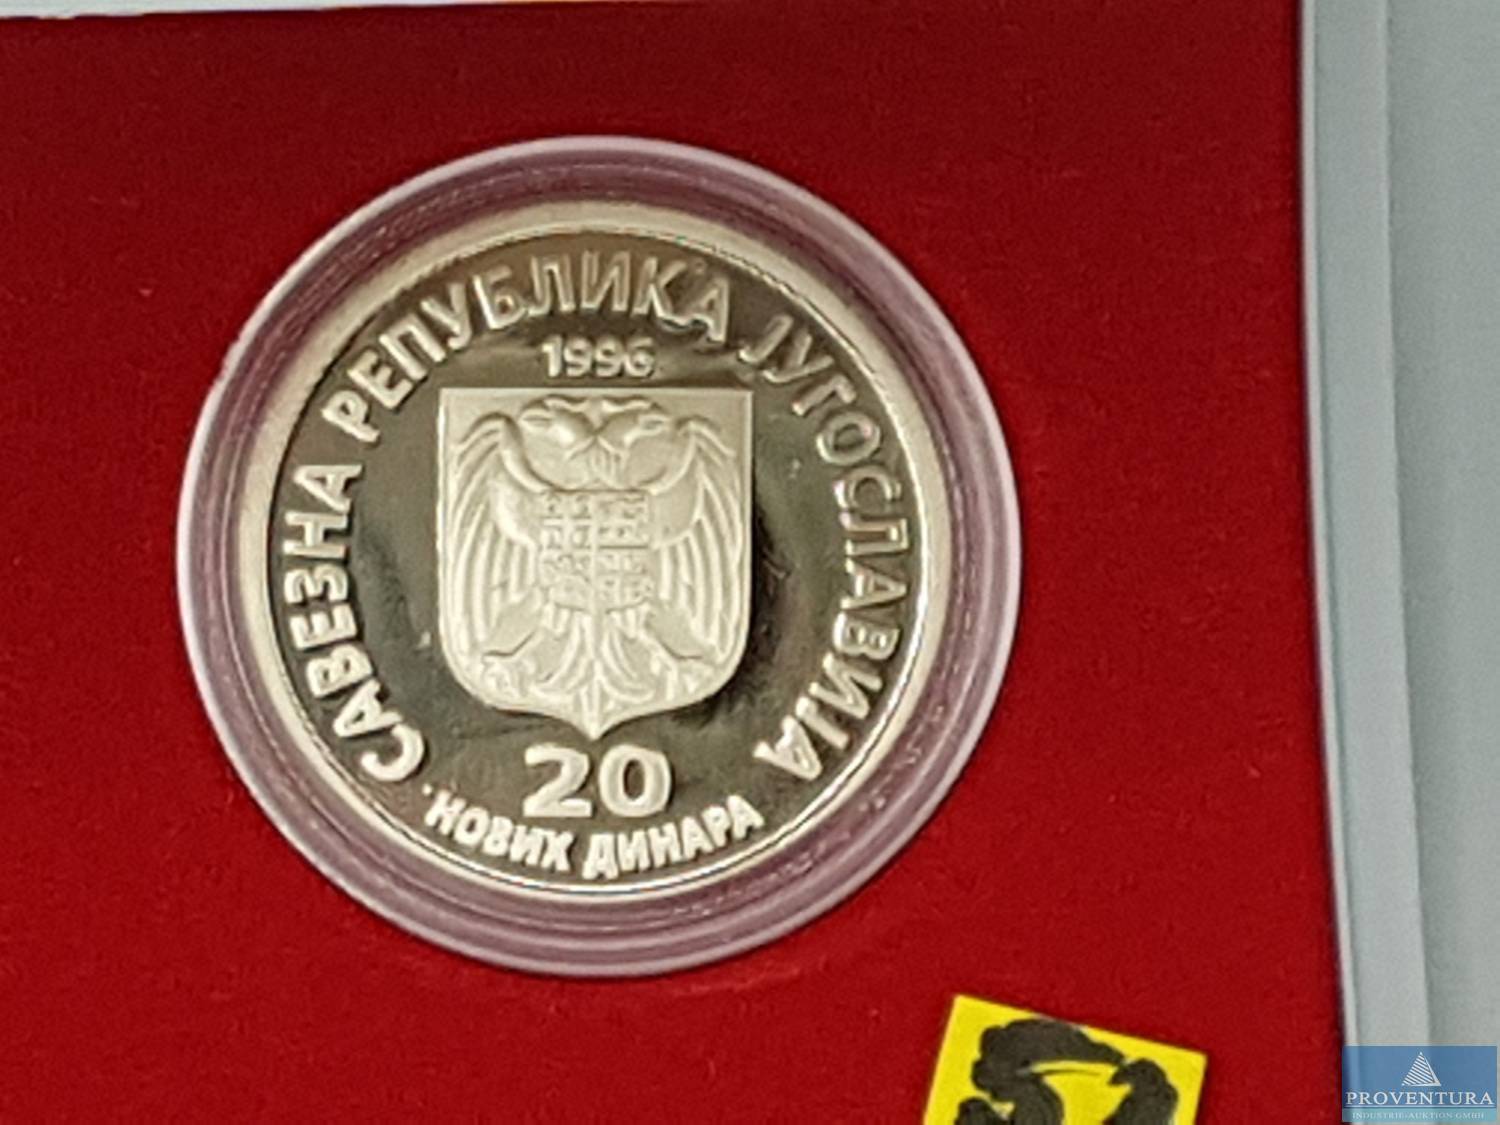 САВЕЗНА РЕПУБЛИКА ЈУГОСЛАВИЈА
1996
20
НОВИХ ДИНАРА
PROVENTURA
INDUSTRIE-AUKTION-GMBH